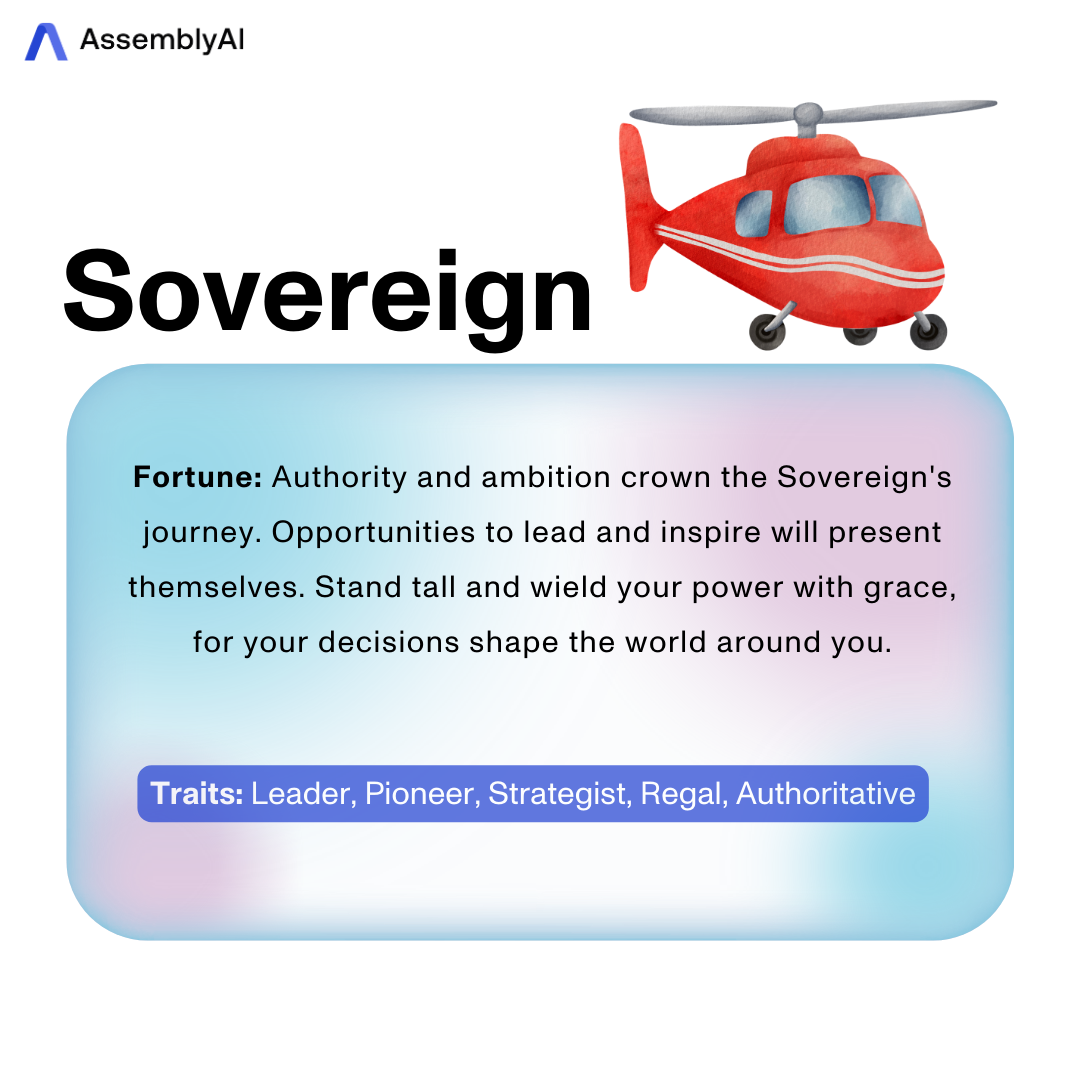 AssemblyAI
Sovereign
Fortune: Authority and ambition crown the Sovereign's
journey. Opportunities to lead and inspire will present
themselves. Stand tall and wield your power with grace,
for your decisions shape the world around you.
Traits: Leader, Pioneer, Strategist, Regal, Authoritative